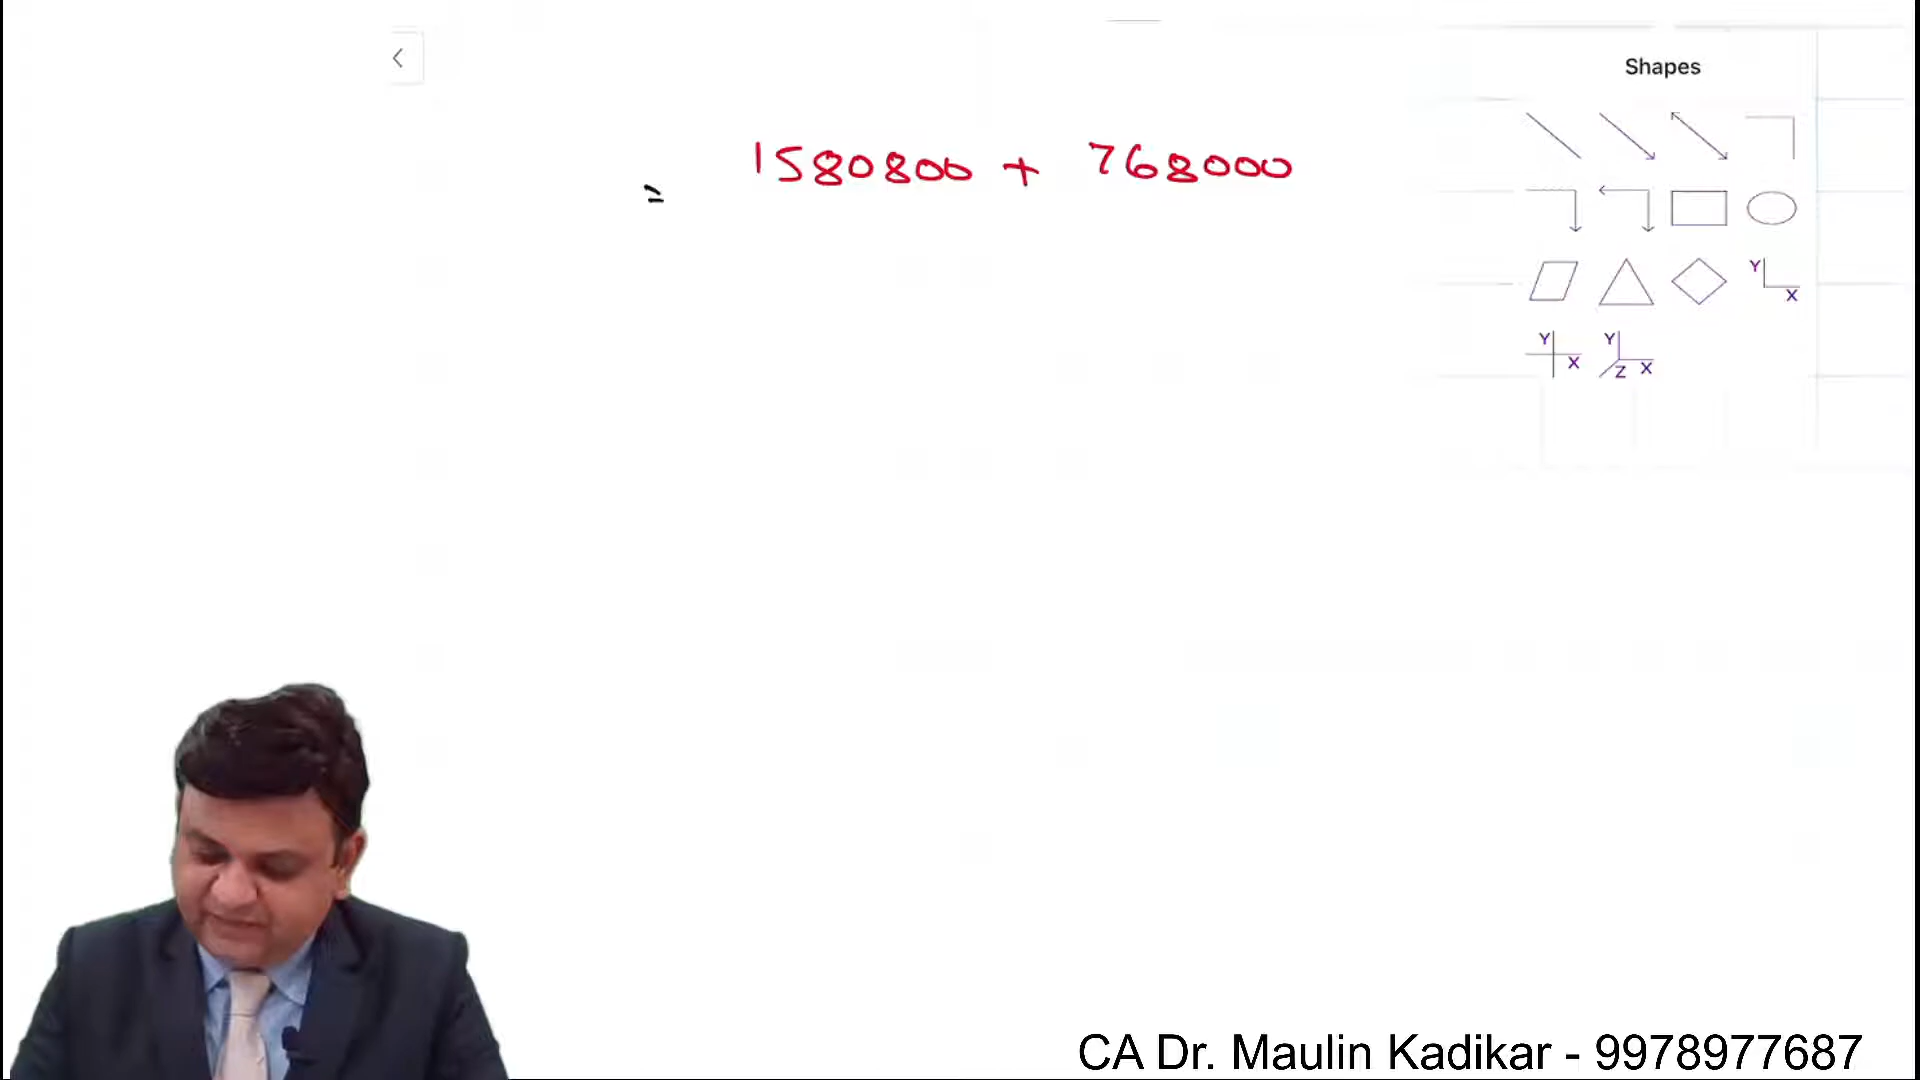 Shapes
= 1580800 + 768000
Y
X
Y
X
Y
Z X
CA Dr. Maulin Kadikar - 9978977687